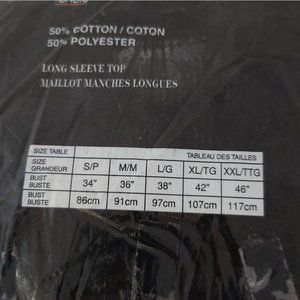 50% COTTON / COTON
50% POLYESTER
LONG SLEEVE TOP
MAILLOT MANCHES LONGUES
SIZE TABLE TABLEAU DES TAILLES
SIZE
GRANDEUR S/P M/M L/G XL/TG XXL/TTG
BUST
BUSTE 34" 36" 38" 42" 46"
BUST
BUSTE 86cm 91cm 97cm 107cm 117cm